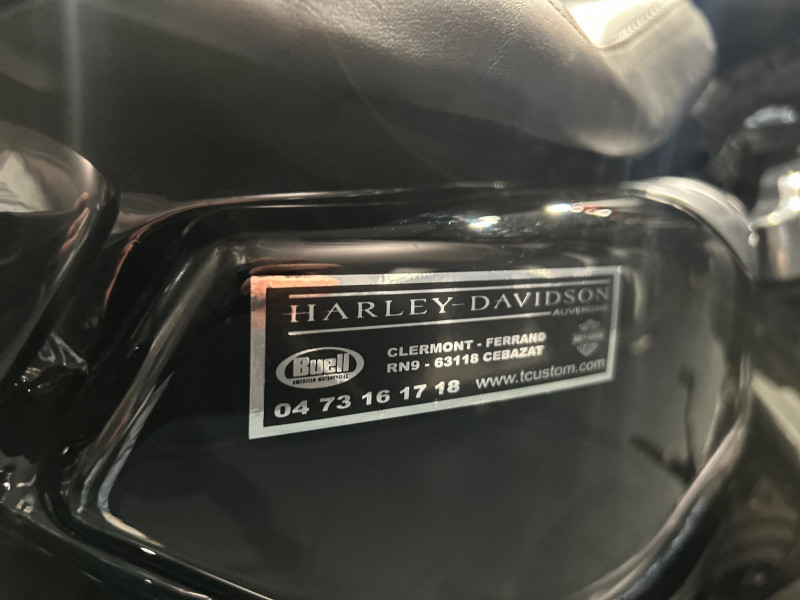 HARLEY-DAVIDSON
AUVERGNE
Buell
AMERICAN MOTORCYCLES
CLERMONT - FERRAND
RN9 - 63118 CEBAZAT
04 73 16 17 18 www.tcustom.com